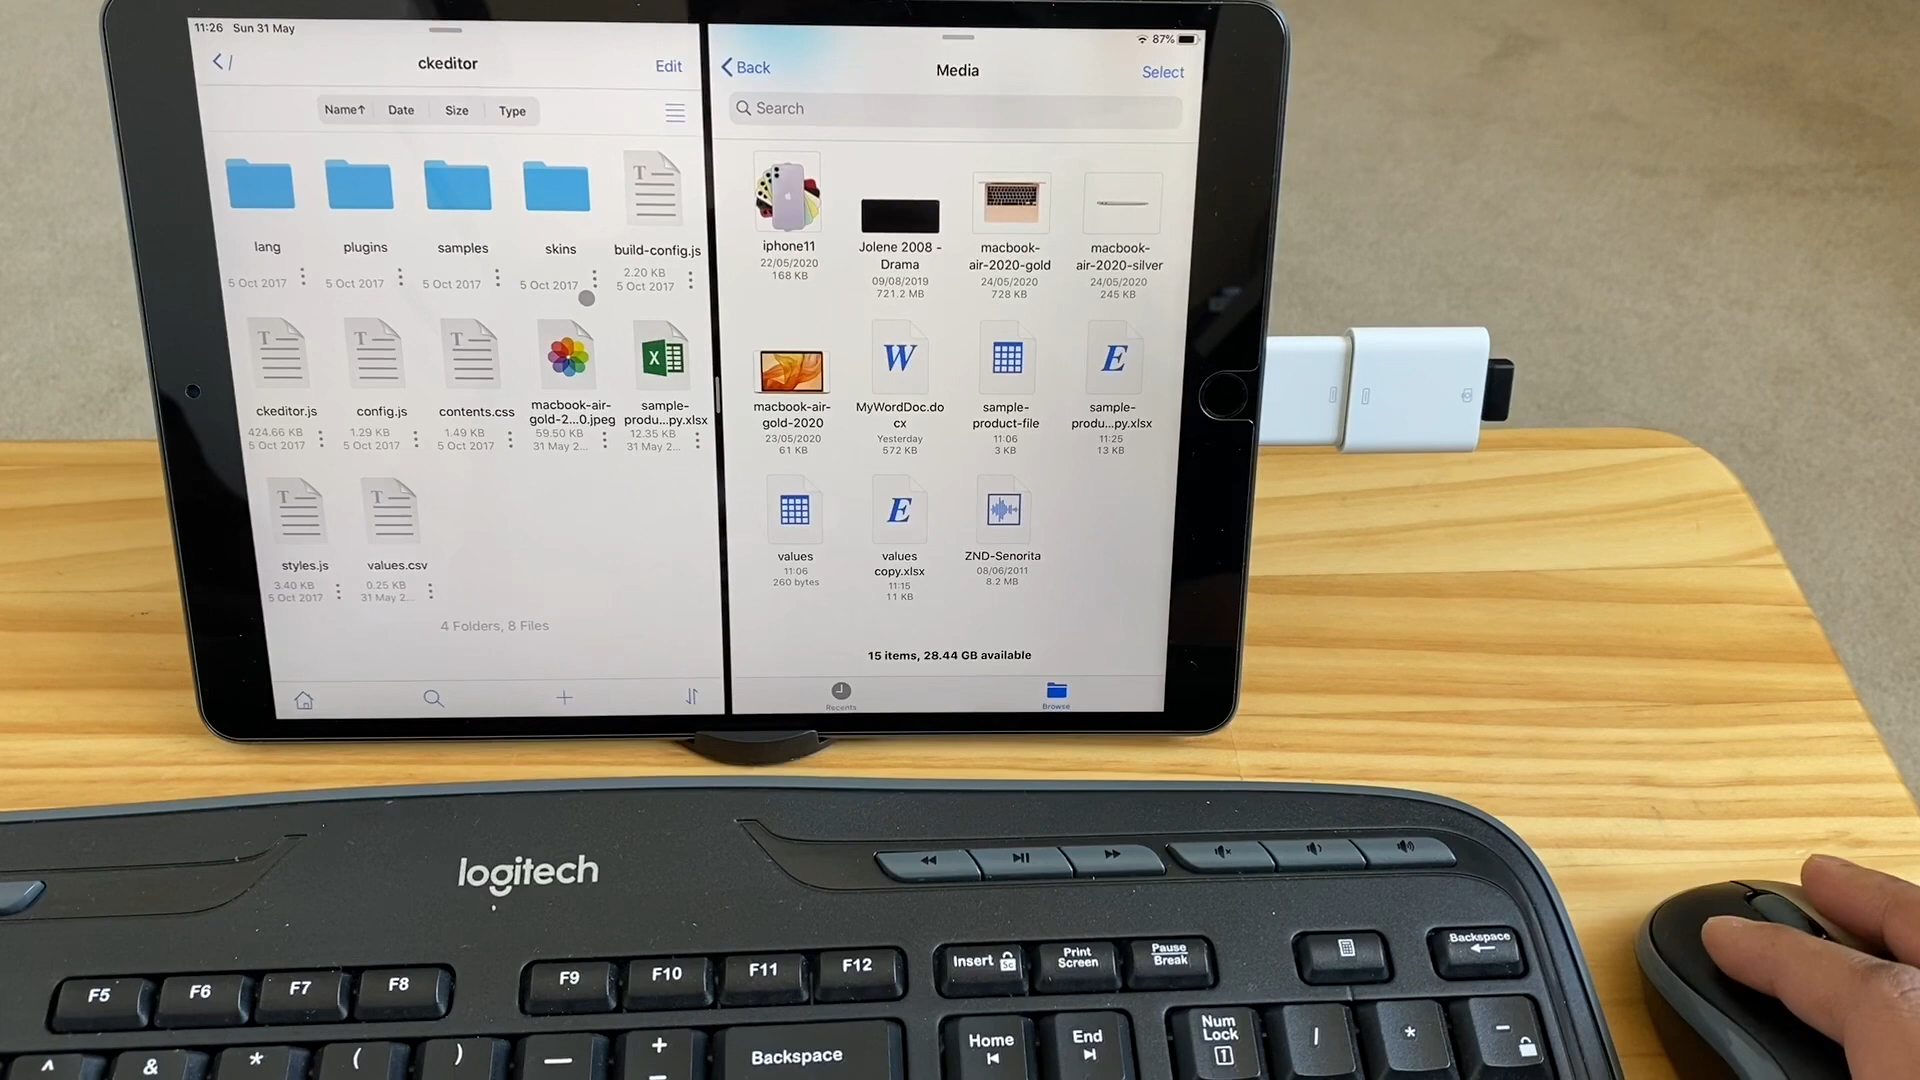 11:26 Sun 31 May
/ ckeditor Edit
Name↑ Date Size Type
lang plugins samples skins build-config.js
2.20 KB
5 Oct 2017 5 Oct 2017 5 Oct 2017 5 Oct 2017 5 Oct 2017
ckeditor.js config.js contents.css macbook-air-gold-2...0.jpeg sample-produ...py.xlsx
424.66 KB 1.29 KB 1.49 KB 59.50 KB 12.35 KB
5 Oct 2017 5 Oct 2017 5 Oct 2017 31 May 2... 31 May 2...
styles.js values.csv
3.40 KB 0.25 KB
5 Oct 2017 31 May 2...
4 Folders, 8 Files
87%
Back Media Select
Search
iphone11 Jolene 2008 - Drama macbook-air-2020-gold macbook-air-2020-silver
22/05/2020 09/08/2019 24/05/2020 24/05/2020
168 KB 721.2 MB 728 KB 245 KB
W E
macbook-air-gold-2020 MyWordDoc.docx sample-product-file sample-produ...py.xlsx
23/05/2020 Yesterday 11:06 11:25
61 KB 572 KB 3 KB 13 KB
E
values values copy.xlsx ZND-Senorita
11:06 11:15 08/06/2011
260 bytes 11 KB 8.2 MB
15 items, 28.44 GB available
Recents Browse
logitech
F5 F6 F7 F8 F9 F10 F11 F12 Insert Print Screen Pause Break Backspace
^ & * ( ) — + – Backspace Home End Num Lock 1 / * –